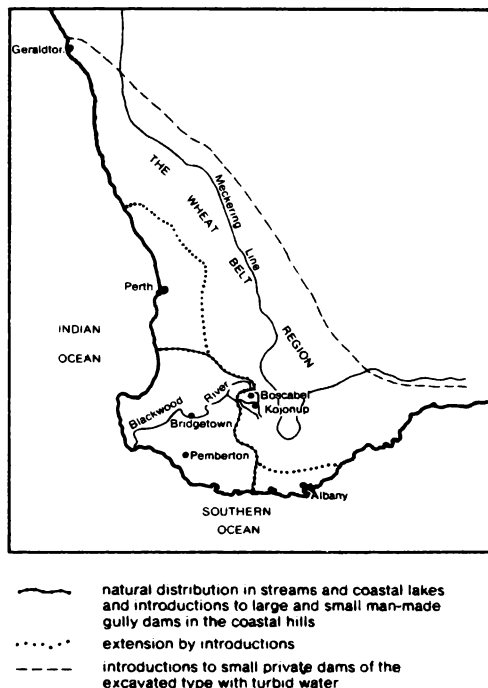 Geraldtor.
THE
WHEAT
BELT
REGION
Meckering
Line
Perth
INDIAN
OCEAN
Blackwood
River
Boscabel
Kojonup
Bridgetown
Pemberton
Albany
SOUTHERN
OCEAN
natural distribution in streams and coastal lakes
and introductions to large and small man-made
gully dams in the coastal hills
extension by introductions
introductions to small private dams of the
excavated type with turbid water